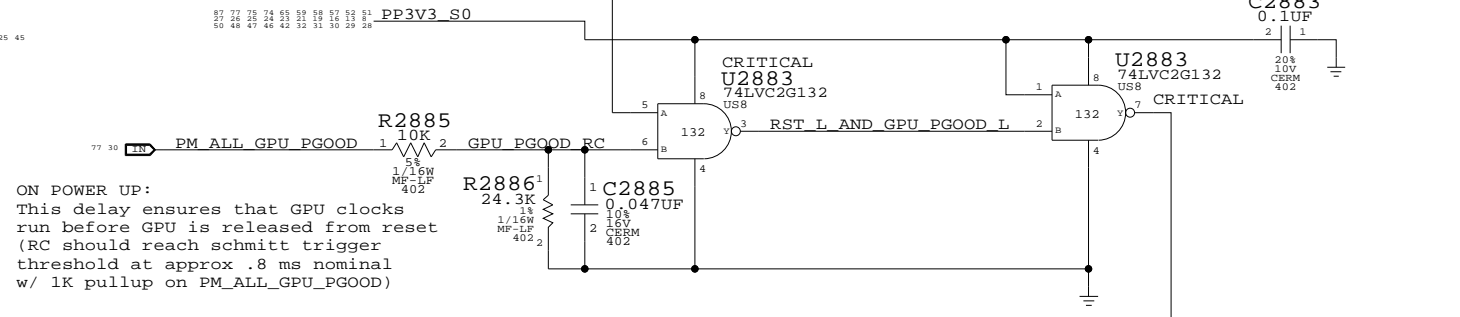 C2883
0.1UF
2 1
20%
10V
CERM
402
87 77 75 74 65 59 58 57 52 51
27 26 25 24 23 21 19 16 13 8
50 48 47 46 42 32 31 30 29 28
PP3V3_S0
25 45
CRITICAL
U2883
74LVC2G132
US8
8
5
A
132
Y
3
6
B
4
RST_L_AND_GPU_PGOOD_L
U2883
74LVC2G132
US8
8
1
A
132
Y
7
CRITICAL
2
B
4
77 30
IN
PM_ALL_GPU_PGOOD
R2885
10K
1 2
5%
1/16W
MF-LF
402
GPU_PGOOD_RC
R2886
24.3K
1
1%
1/16W
MF-LF
402
2
C2885
0.047UF
1
10%
16V
CERM
402
2
ON POWER UP:
This delay ensures that GPU clocks
run before GPU is released from reset
(RC should reach schmitt trigger
threshold at approx .8 ms nominal
w/ 1K pullup on PM_ALL_GPU_PGOOD)